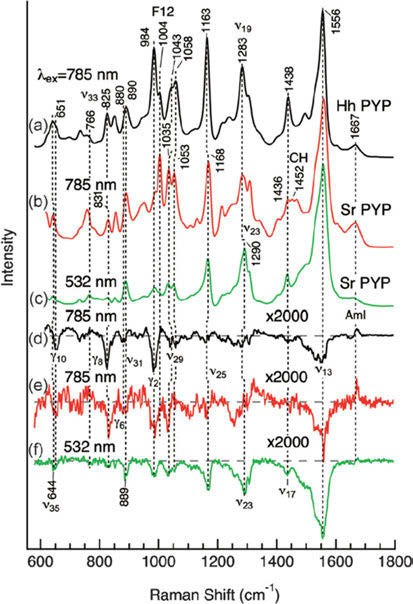 F12
1163
1556
984
1004
1043
1058
ν19
1283
λex=785 nm
ν33
825
880
890
1438
651
766
Hh PYP
(a)
1667
1035
1053
1168
CH
1436
1452
785 nm
831
(b)
Sr PYP
ν23
1290
532 nm
Sr PYP
(c)
785 nm
x2000
AmI
(d)
γ10
γ8
ν31
γ2
ν29
ν25
ν13
785 nm
x2000
(e)
γ6
532 nm
x2000
(f)
644
ν35
889
ν23
ν17
Intensity
600 800 1000 1200 1400 1600 1800
Raman Shift (cm-1)